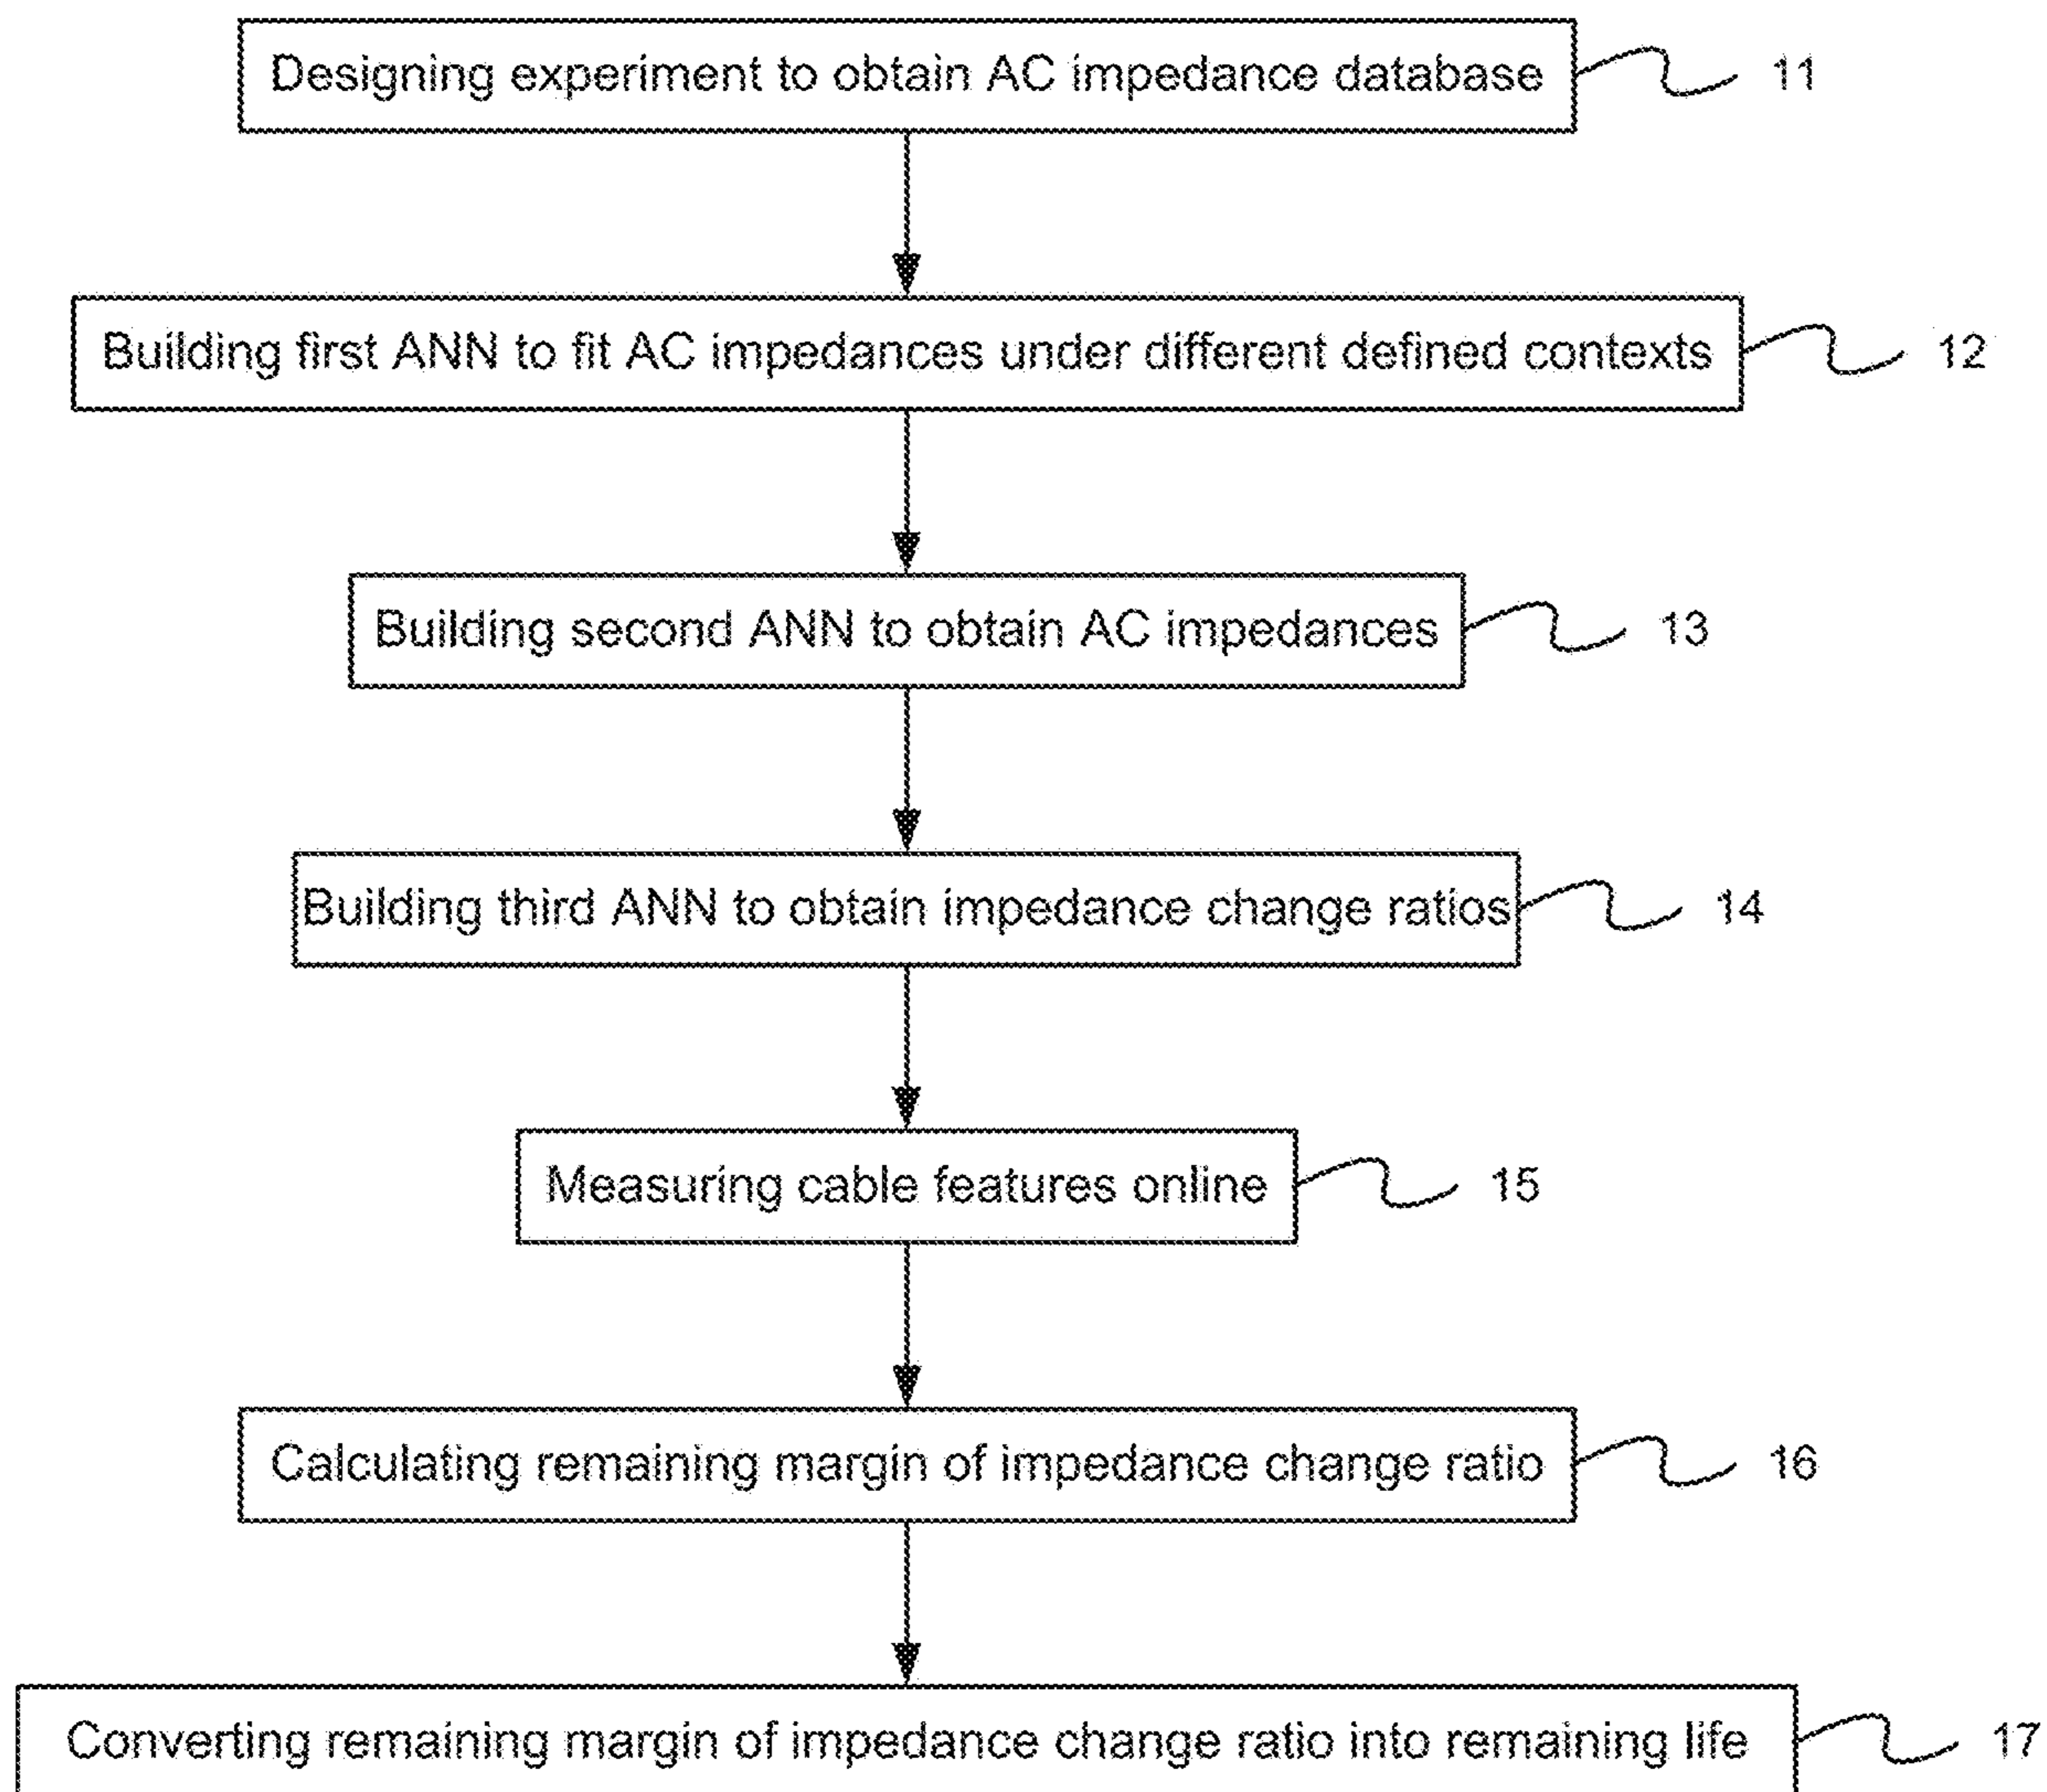 Designing experiment to obtain AC impedance database 11
Building first ANN to fit AC impedances under different defined contexts 12
Building second ANN to obtain AC impedances 13
Building third ANN to obtain impedance change ratios 14
Measuring cable features online 15
Calculating remaining margin of impedance change ratio 16
Converting remaining margin of impedance change ratio into remaining life 17